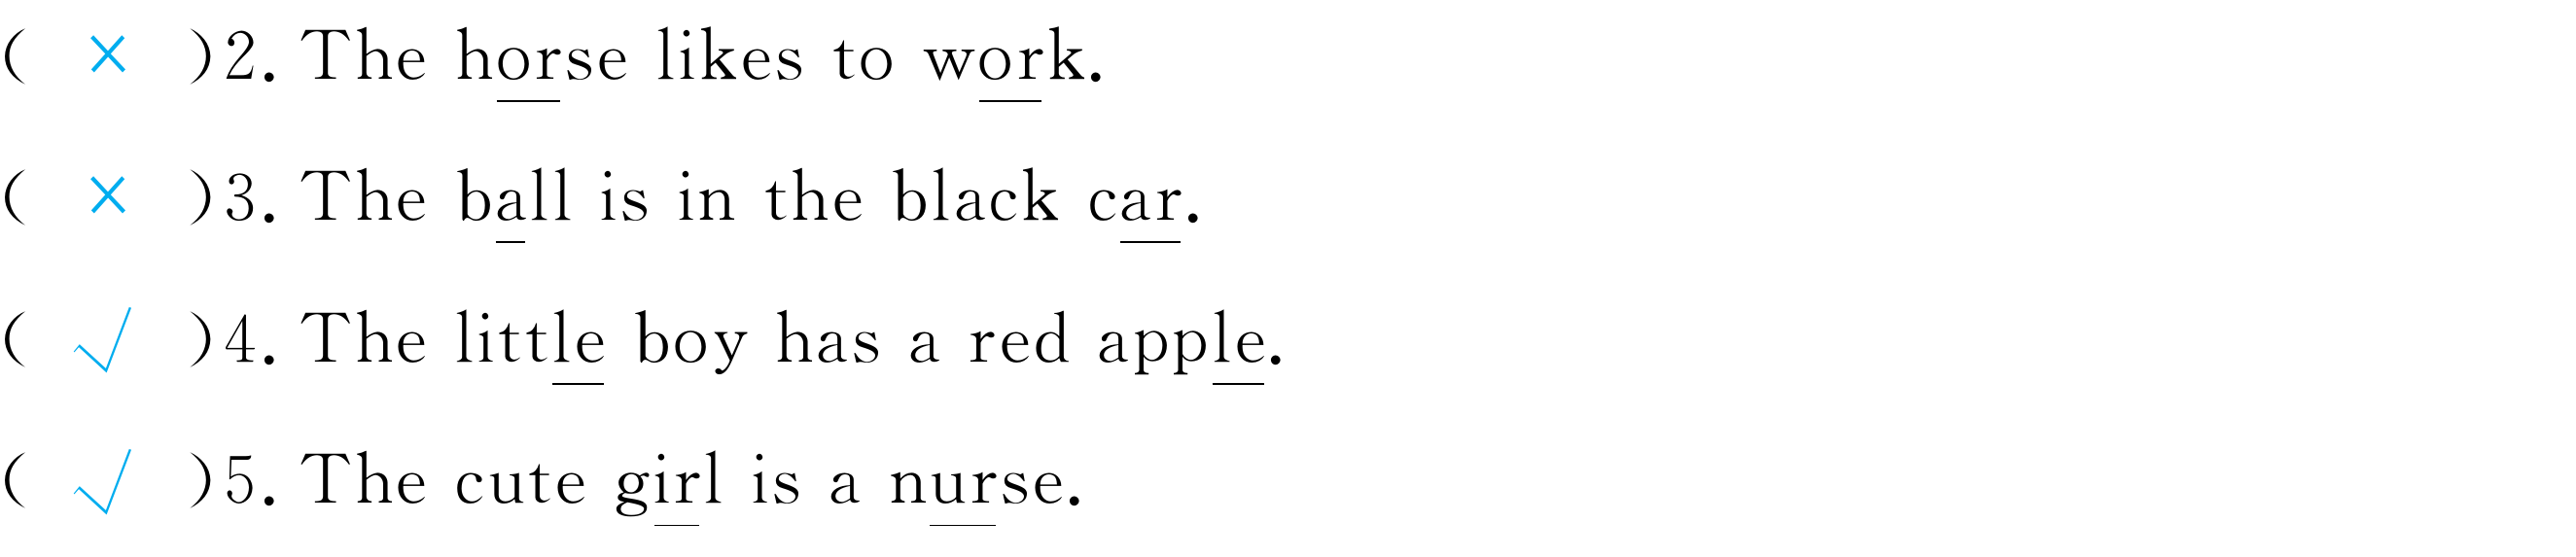 ( × )2. The horse likes to work.
( × )3. The ball is in the black car.
( √ )4. The little boy has a red apple.
( √ )5. The cute girl is a nurse.